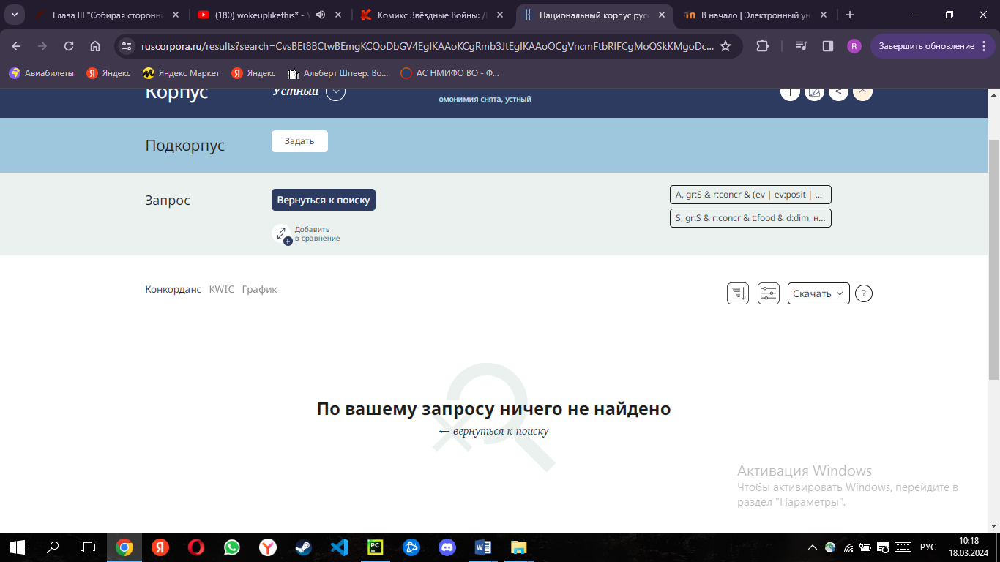 Глава III "Собирая сторонни
(180) wokeuplikethis* - Y
Комикс Звёздные Войны: Д
Национальный корпус русс
В начало | Электронный ун
ruscorpora.ru/results?search=CvsBEt8BCtwBEmgKCQoDbGV4EgIKAAoKCgRmb3JtEgIKAAoOCgVncmFtbRIFCgMoQSkKMgoDc...
R
Завершить обновление
Авиабилеты
Яндекс
Яндекс Маркет
Яндекс
Альберт Шпеер. Во...
АС НМИФО ВО - Ф...
Корпус
Устный
омонимия снята, устный
Подкорпус
Задать
Запрос
Вернуться к поиску
A, gr:S & r:concr & (ev | ev:posit | ...
S, gr:S & r:concr & t:food & d:dim, н...
Добавить
в сравнение
Конкорданс KWIC График
Скачать
?
По вашему запросу ничего не найдено
← вернуться к поиску
Активация Windows
Чтобы активировать Windows, перейдите в
раздел "Параметры".
РУС
10:18
18.03.2024